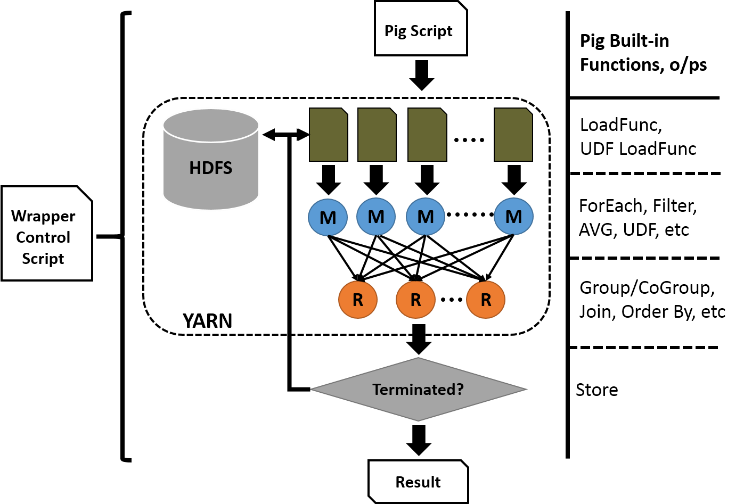 Pig Script
Pig Built-in
Functions, o/ps
HDFS
LoadFunc,
UDF LoadFunc
Wrapper
Control
Script
M
M
M
M
ForEach, Filter,
AVG, UDF, etc
R
R
R
Group/CoGroup,
Join, Order By, etc
YARN
Terminated?
Store
Result